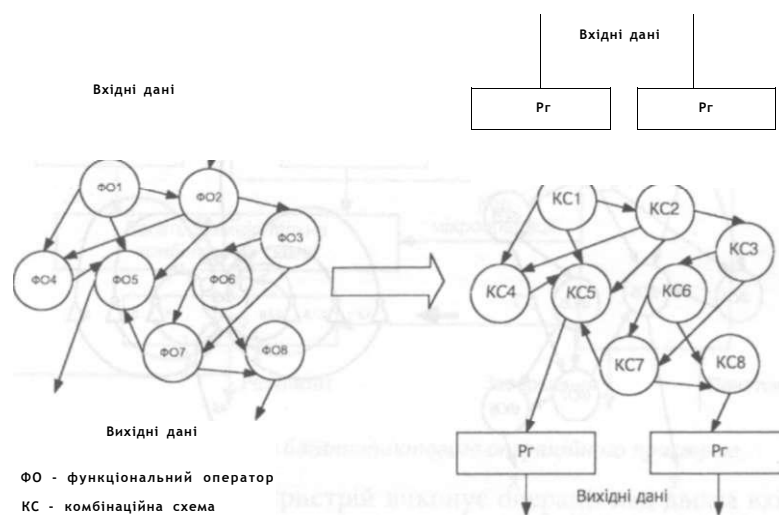 Вхідні дані
Вхідні дані
Рг
Рг
ФО1
ФО2
ФО3
ФО4
ФО5
ФО6
ФО7
ФО8
КС1
КС2
КС3
КС4
КС5
КС6
КС7
КС8
Рг
Рг
Вихідні дані
Вихідні дані
ФО - функціональний оператор
КС - комбінаційна схема